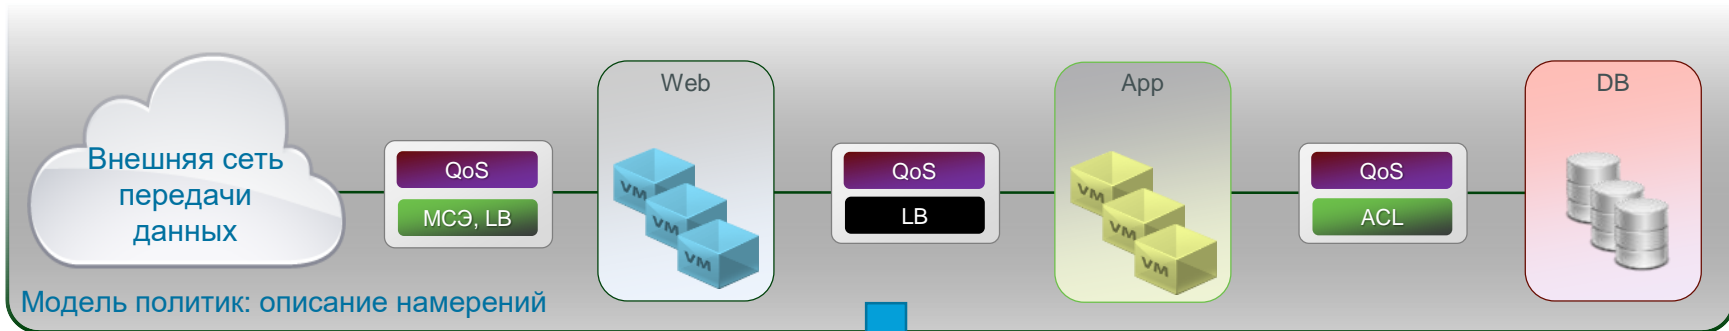 Web
App
DB
Внешняя сеть
передачи
данных
QoS
МСЭ, LB
QoS
LB
QoS
ACL
VM
VM
VM
VM
VM
VM
Модель политик: описание намерений